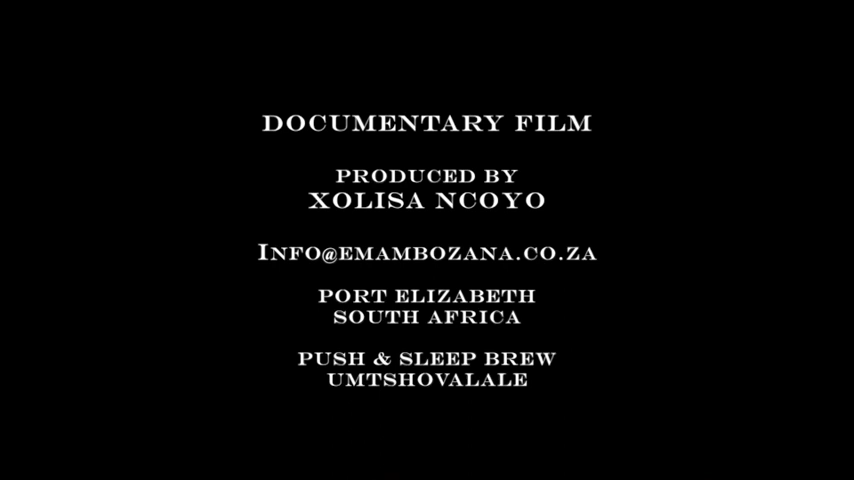 DOCUMENTARY FILM
PRODUCED BY
XOLISA NCOYO
INFO@EMAMBOZANA.CO.ZA
PORT ELIZABETH
SOUTH AFRICA
PUSH & SLEEP BREW
UMTSHOVALALE